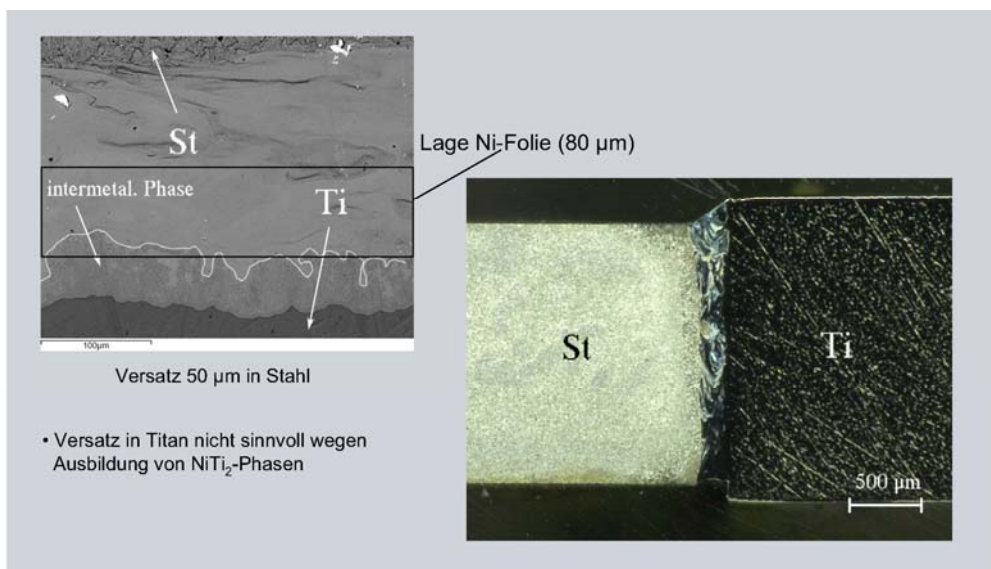 St
Lage Ni-Folie (80 µm)
intermetal. Phase
Ti
100µm
Versatz 50 µm in Stahl
• Versatz in Titan nicht sinnvoll wegen
Ausbildung von NiTi₂-Phasen
St
Ti
500 µm